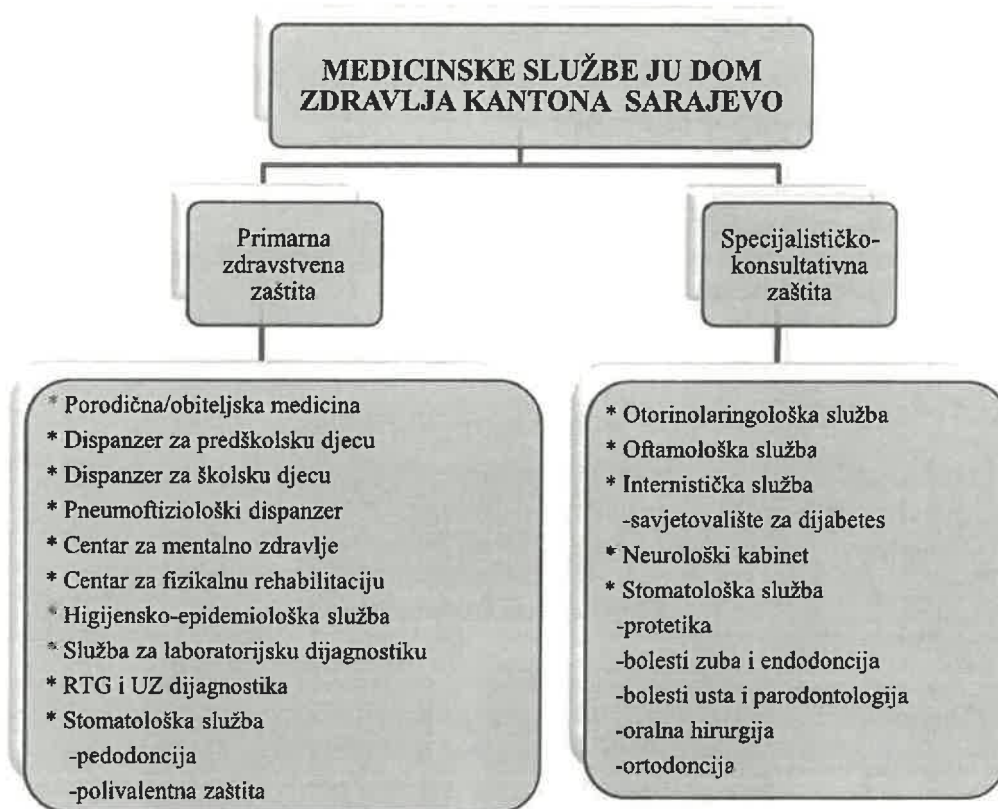 MEDICINSKE SLUŽBE JU DOM
ZDRAVLJA KANTONA SARAJEVO
Primarna
zdravstvena
zaštita
* Porodična/obiteljska medicina
* Dispanzer za predškolsku djecu
* Dispanzer za školsku djecu
* Pneumoftiziološki dispanzer
* Centar za mentalno zdravlje
* Centar za fizikalnu rehabilitaciju
* Higijensko-epidemiološka služba
* Služba za laboratorijsku dijagnostiku
* RTG i UZ dijagnostika
* Stomatološka služba
-pedodoncija
-polivalentna zaštita
Specijalističko-
konsultativna
zaštita
* Otorinolaringološka služba
* Oftamološka služba
* Internistička služba
-savjetovalište za dijabetes
* Neurološki kabinet
* Stomatološka služba
-protetika
-bolesti zuba i endodoncija
-bolesti usta i parodontologija
-oralna hirurgija
-ortodoncija